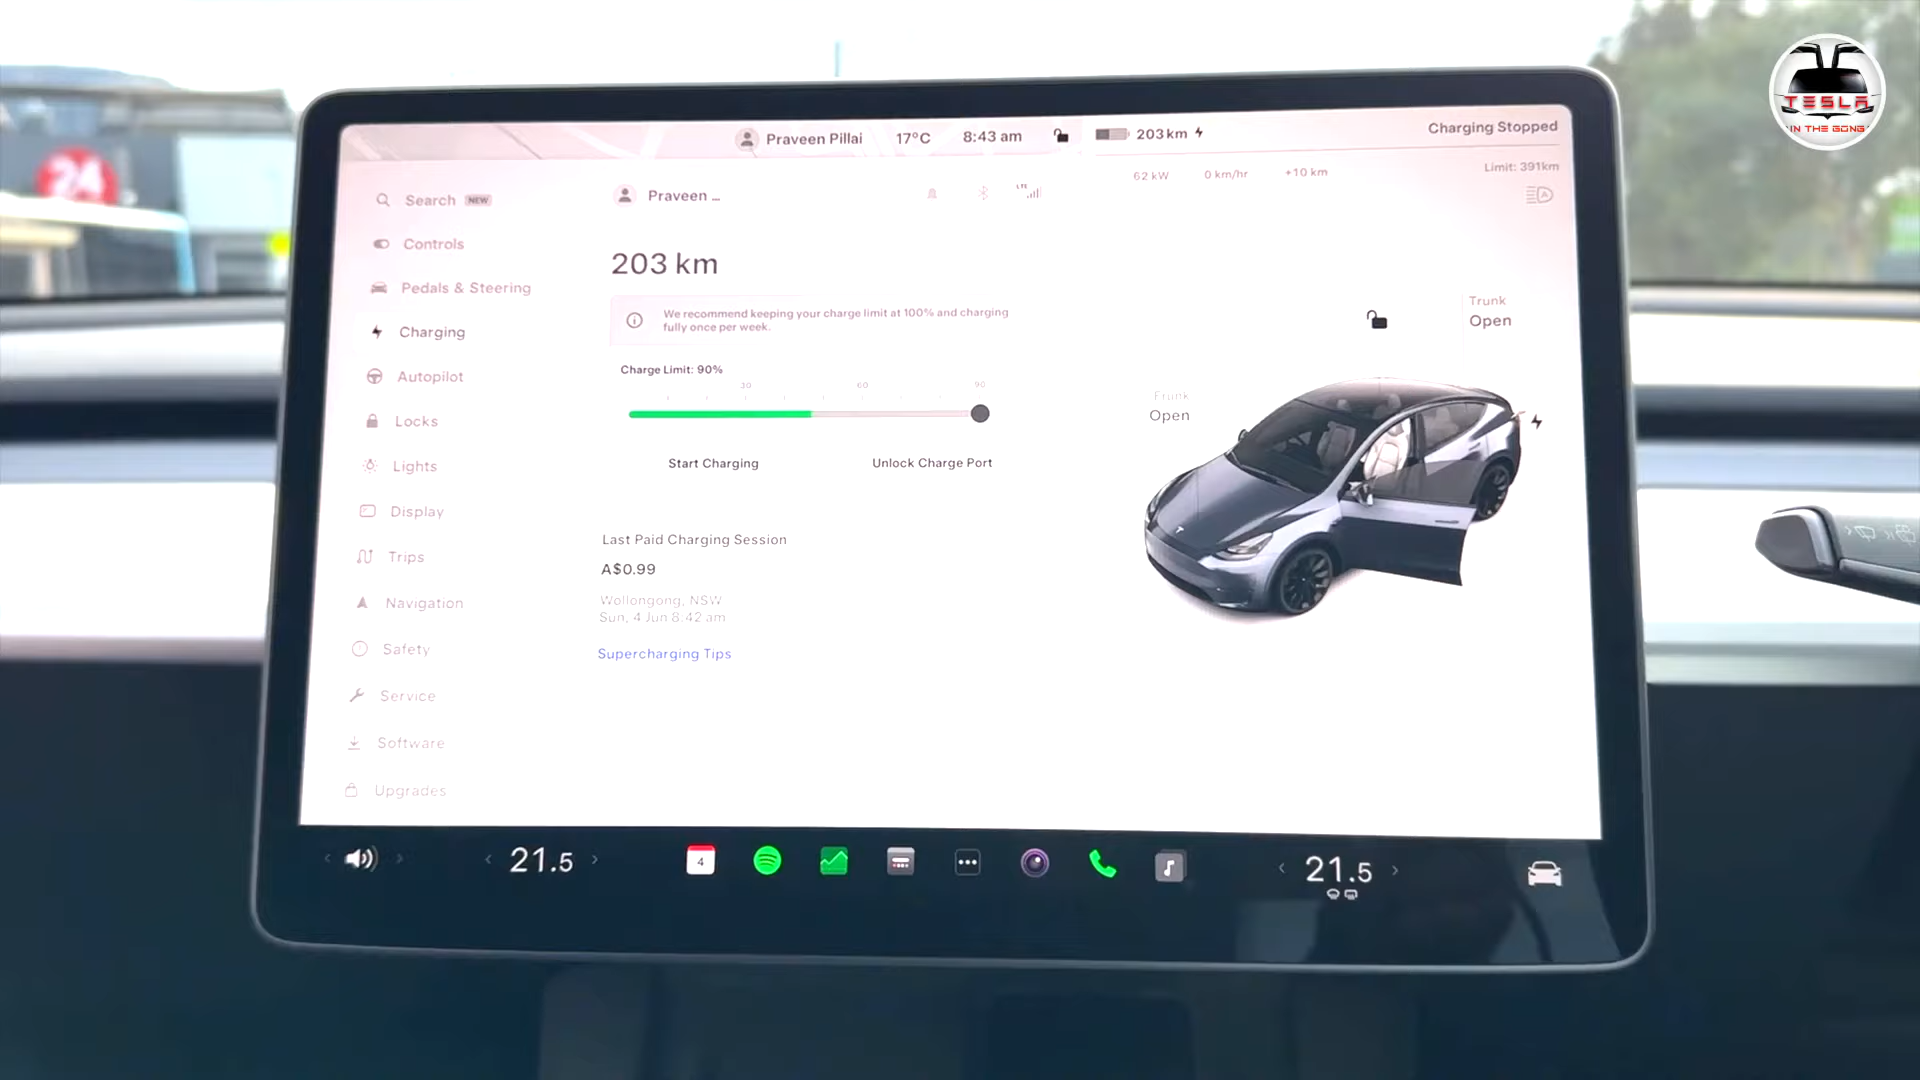 TESLA
IN THE GONG
24
Praveen Pillai 17°C 8:43 am
203 km
Charging Stopped
62 kW 0 km/hr +10 km
Limit: 391km
Search NEW
Controls
Pedals & Steering
Charging
Autopilot
Locks
Lights
Display
Trips
Navigation
Safety
Service
Software
Upgrades
Praveen ...
LTE
203 km
We recommend keeping your charge limit at 100% and charging
fully once per week.
Charge Limit: 90%
30 60 90
Start Charging Unlock Charge Port
Last Paid Charging Session
A$0.99
Wollongong, NSW
Sun, 4 Jun 8:42 am
Supercharging Tips
Trunk
Open
Frunk
Open
21.5
4
21.5